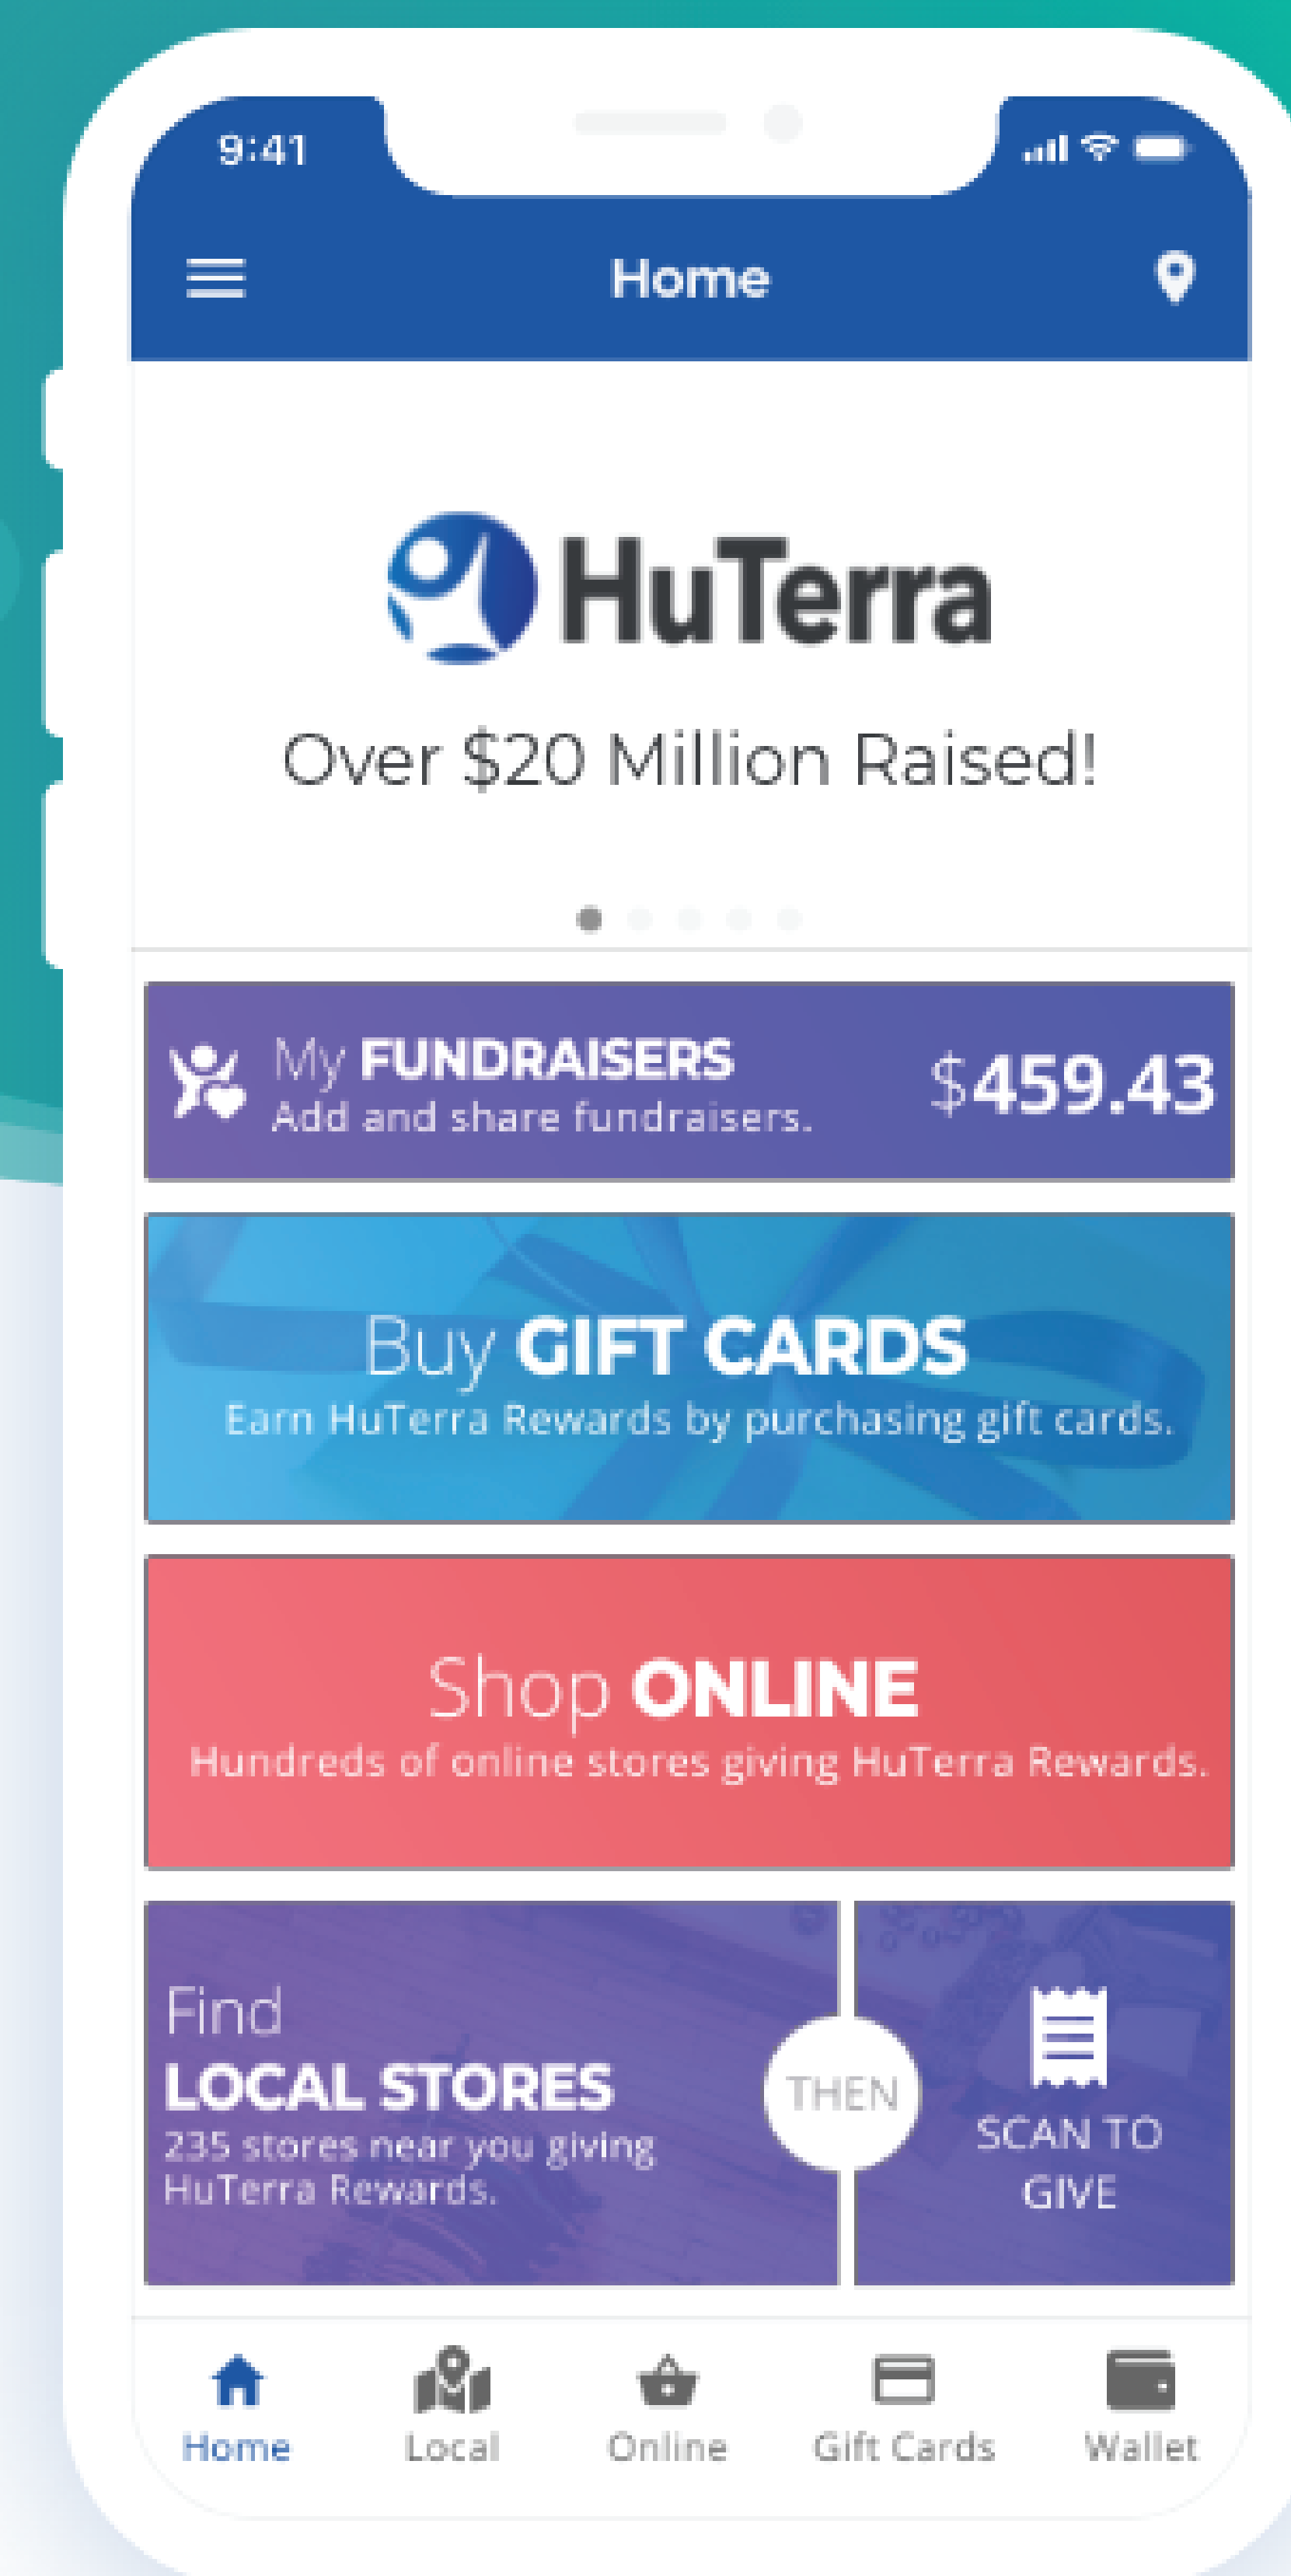 9:41
Home
HuTerra
Over $20 Million Raised!
My FUNDRAISERS
Add and share fundraisers.
$459.43
Buy GIFT CARDS
Earn HuTerra Rewards by purchasing gift cards.
Shop ONLINE
Hundreds of online stores giving HuTerra Rewards.
Find
LOCAL STORES
235 stores near you giving
HuTerra Rewards.
THEN
SCAN TO
GIVE
Home Local Online Gift Cards Wallet